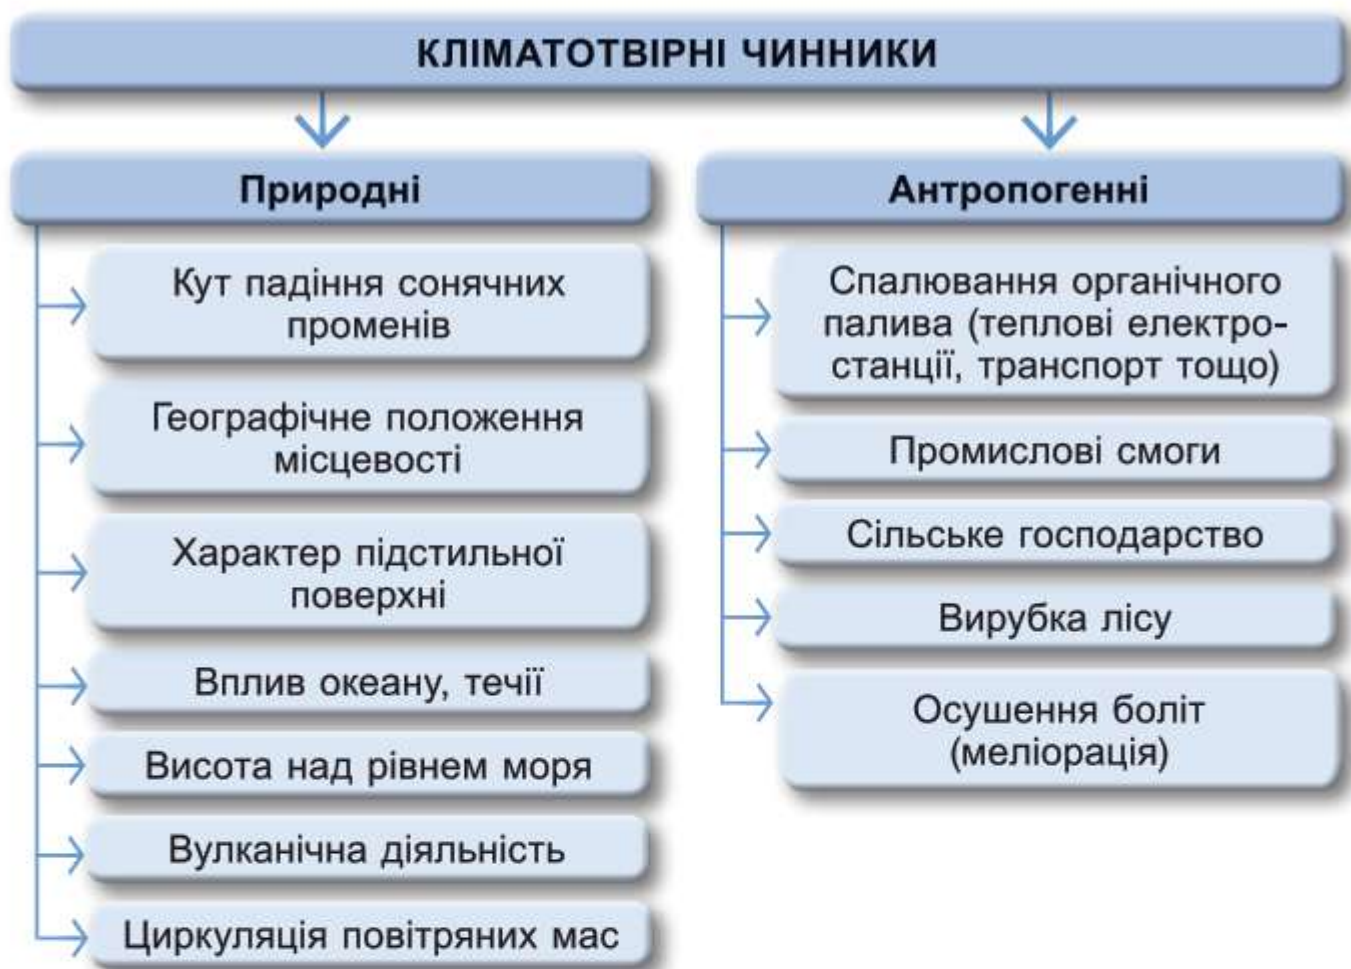 КЛІМАТОТВІРНІ ЧИННИКИ
Природні
Кут падіння сонячних
променів
Географічне положення
місцевості
Характер підстильної
поверхні
Вплив океану, течії
Висота над рівнем моря
Вулканічна діяльність
Циркуляція повітряних мас
Антропогенні
Спалювання органічного
палива (теплові електро-
станції, транспорт тощо)
Промислові смоги
Сільське господарство
Вирубка лісу
Осушення боліт
(меліорація)